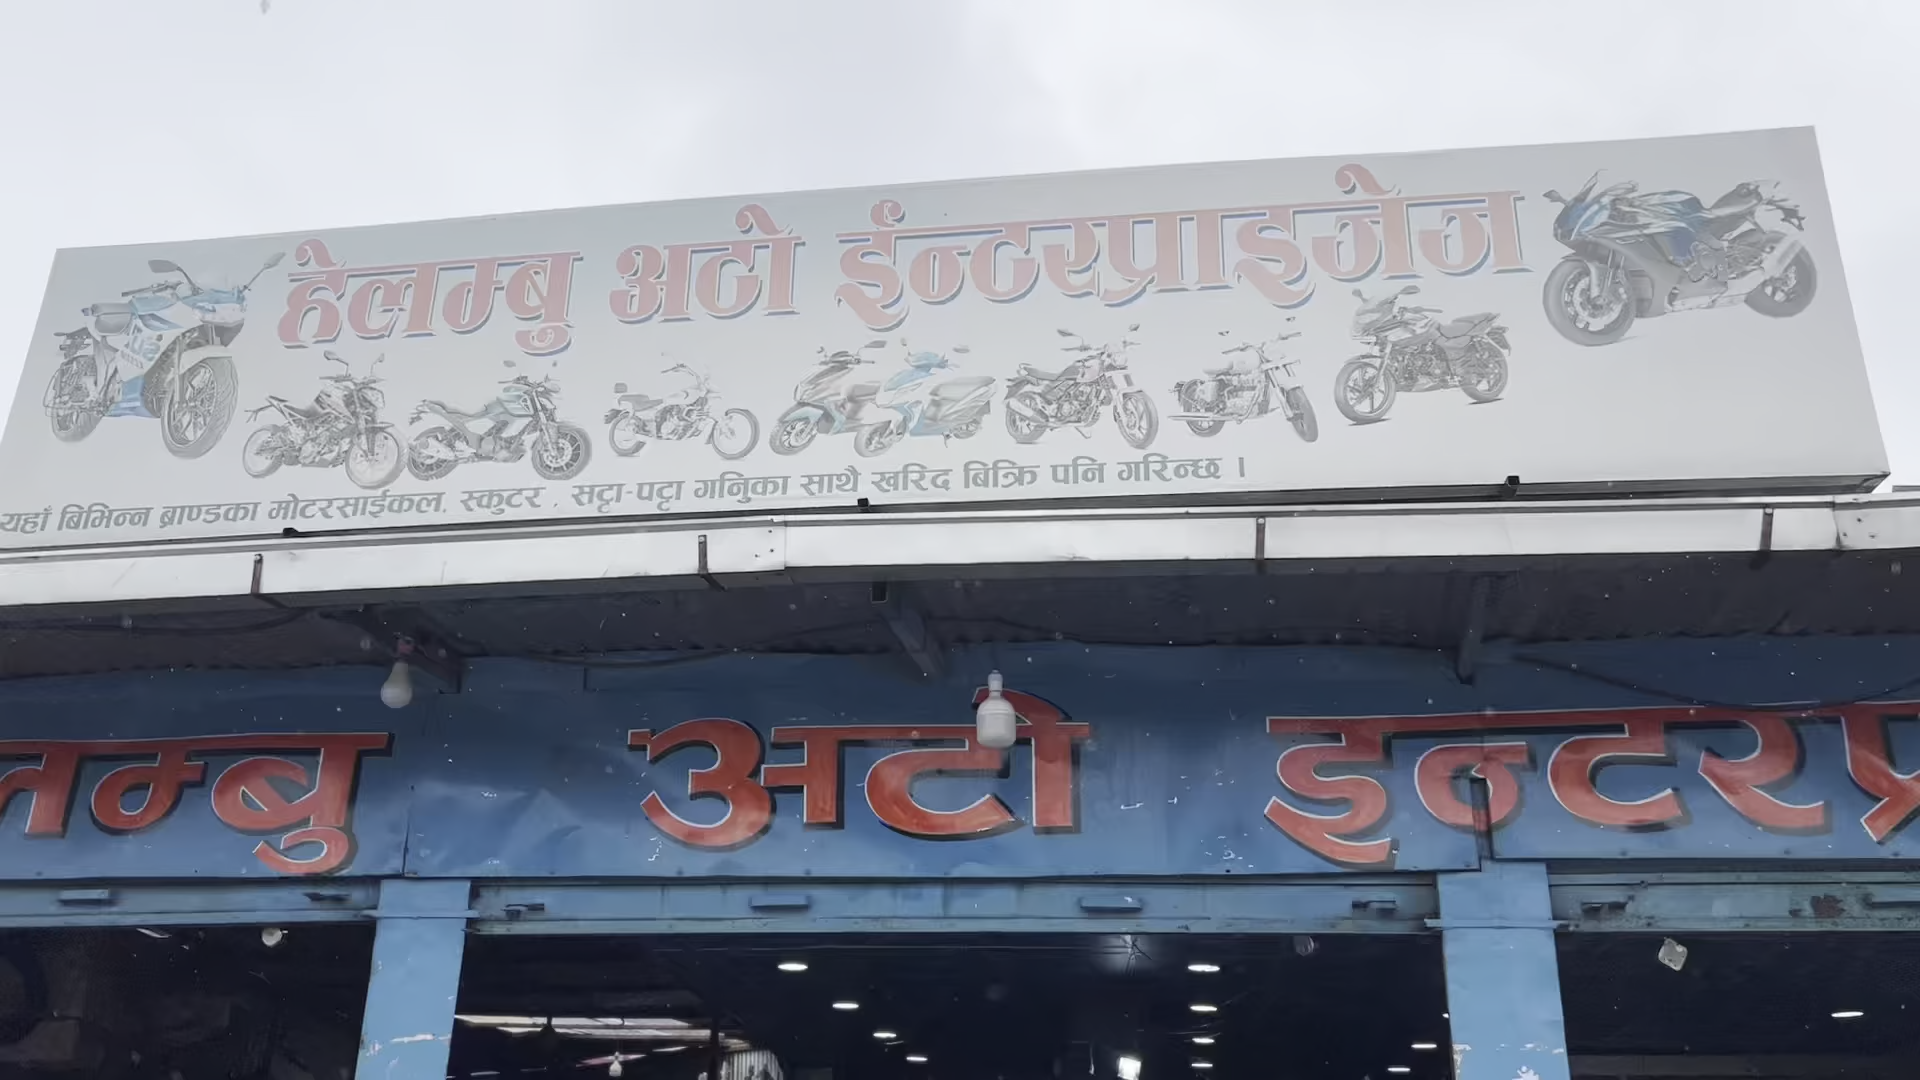 हेलम्बु अटो ईन्टरप्राइजेज
यहाँ बिभिन्न ब्राण्डका मोटरसाईकल, स्कुटर , सट्टा-पट्टा गर्नुका साथै खरिद बिक्रि पनि गरिन्छ ।
लम्बु अटो इन्टरप्र